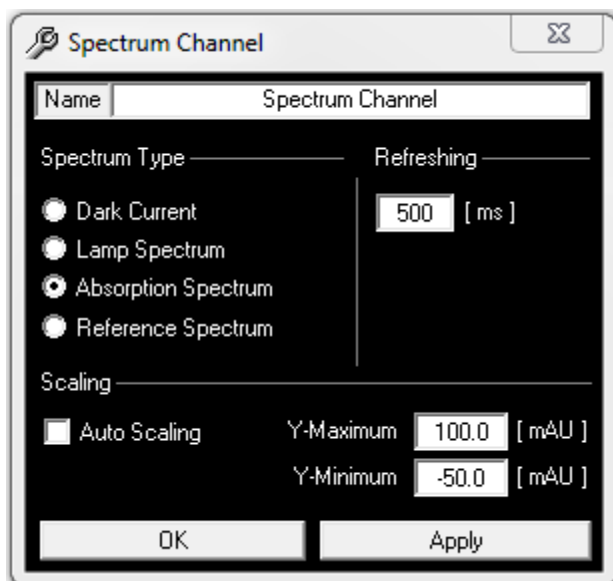 Spectrum Channel
Name Spectrum Channel
Spectrum Type Refreshing
Dark Current 500 [ ms ]
Lamp Spectrum
Absorption Spectrum
Reference Spectrum
Scaling
Auto Scaling Y-Maximum 100.0 [ mAU ]
Y-Minimum -50.0 [ mAU ]
OK Apply